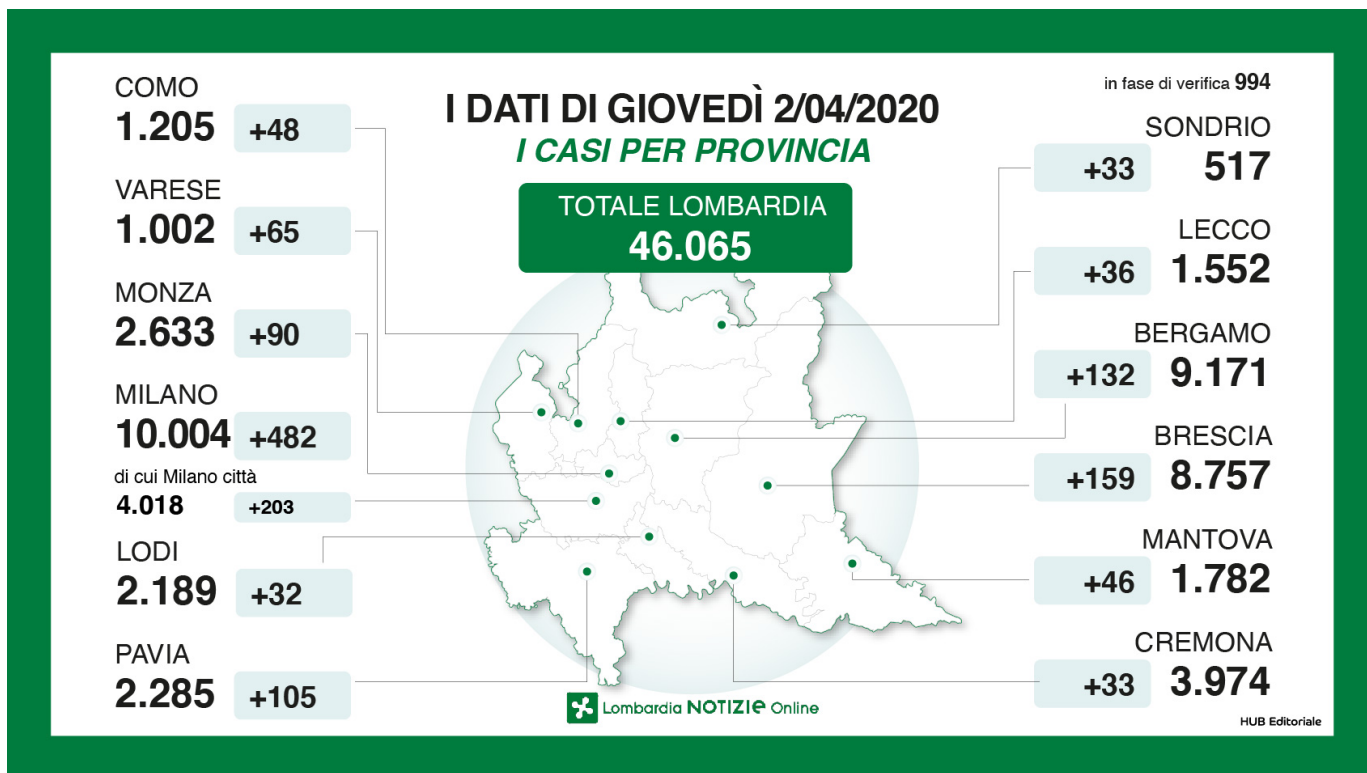 I DATI DI GIOVEDÌ 2/04/2020
I CASI PER PROVINCIA
TOTALE LOMBARDIA
46.065
COMO
1.205 +48
VARESE
1.002 +65
MONZA
2.633 +90
MILANO
10.004 +482
di cui Milano città
4.018 +203
LODI
2.189 +32
PAVIA
2.285 +105
in fase di verifica 994
SONDRIO
+33 517
LECCO
+36 1.552
BERGAMO
+132 9.171
BRESCIA
+159 8.757
MANTOVA
+46 1.782
CREMONA
+33 3.974
Lombardia NOTIZIE Online
HUB Editoriale